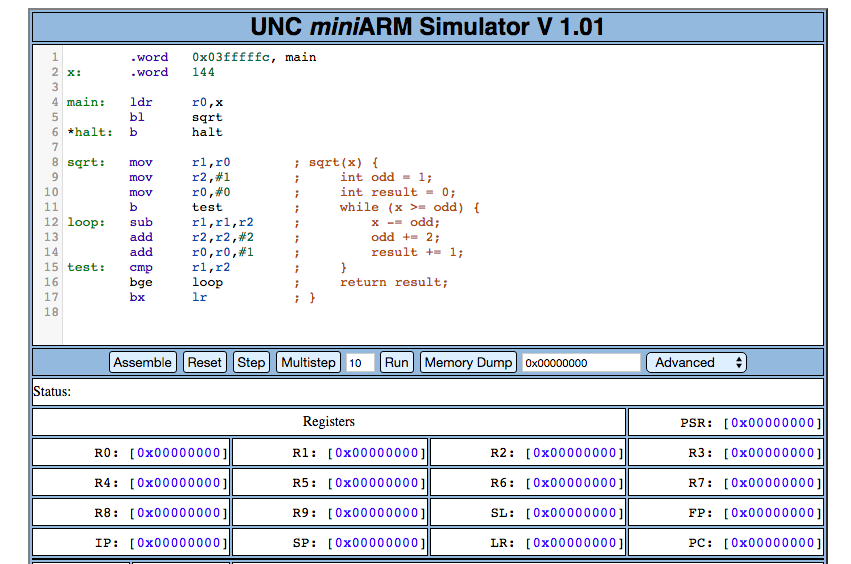 UNC miniARM Simulator V 1.01
1 .word 0x03fffffc, main
2 x: .word 144
3
4 main: ldr r0,x
5 bl sqrt
6 *halt: b halt
7
8 sqrt: mov r1,r0 ; sqrt(x) {
9 mov r2,#1 ; int odd = 1;
10 mov r0,#0 ; int result = 0;
11 b test ; while (x >= odd) {
12 loop: sub r1,r1,r2 ; x -= odd;
13 add r2,r2,#2 ; odd += 2;
14 add r0,r0,#1 ; result += 1;
15 test: cmp r1,r2 ; }
16 bge loop ; return result;
17 bx lr ; }
18
Assemble Reset Step Multistep 10 Run Memory Dump 0x00000000 Advanced
Status:
Registers PSR: [0x00000000]
R0: [0x00000000] R1: [0x00000000] R2: [0x00000000] R3: [0x00000000]
R4: [0x00000000] R5: [0x00000000] R6: [0x00000000] R7: [0x00000000]
R8: [0x00000000] R9: [0x00000000] SL: [0x00000000] FP: [0x00000000]
IP: [0x00000000] SP: [0x00000000] LR: [0x00000000] PC: [0x00000000]